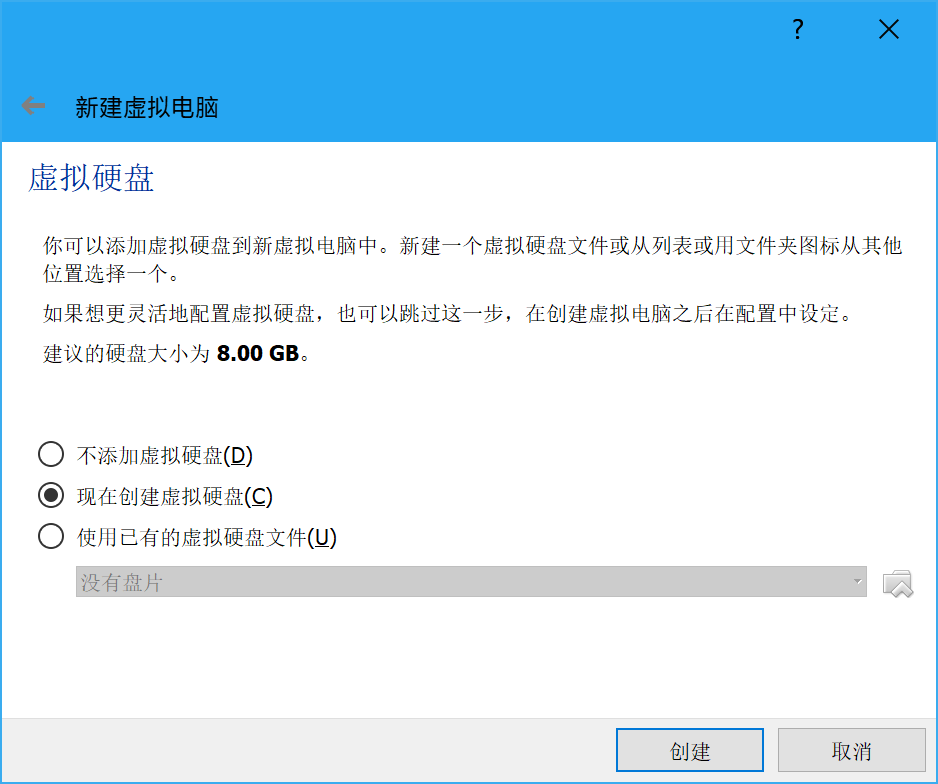 ?
新建虚拟电脑
虚拟硬盘
你可以添加虚拟硬盘到新虚拟电脑中。新建一个虚拟硬盘文件或从列表或用文件夹图标从其他
位置选择一个。
如果想更灵活地配置虚拟硬盘，也可以跳过这一步，在创建虚拟电脑之后在配置中设定。
建议的硬盘大小为 8.00 GB。
不添加虚拟硬盘(D)
现在创建虚拟硬盘(C)
使用已有的虚拟硬盘文件(U)
没有盘片
创建 取消